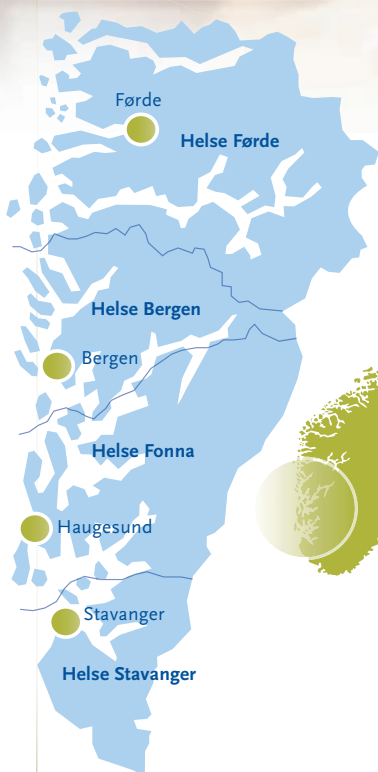 Førde
Helse Førde
Helse Bergen
Bergen
Helse Fonna
Haugesund
Stavanger
Helse Stavanger